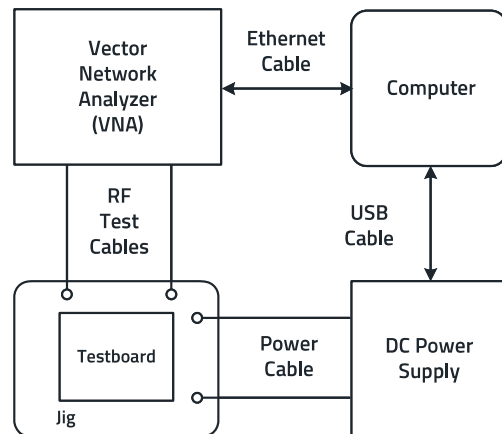 Vector
Network
Analyzer
(VNA)
Ethernet
Cable
Computer
RF
Test
Cables
USB
Cable
Testboard
Jig
Power
Cable
DC Power
Supply